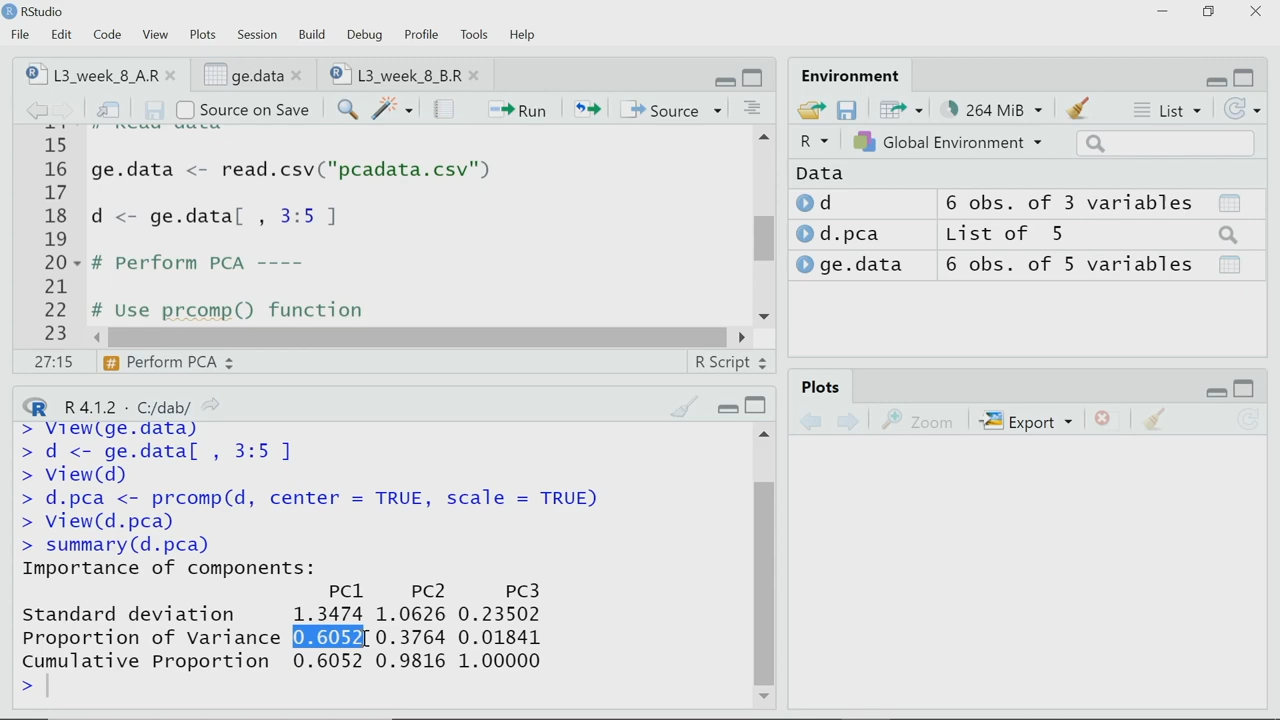 RStudio
File Edit Code View Plots Session Build Debug Profile Tools Help
L3_week_8_A.R ge.data L3_week_8_B.R
Source on Save Run Source
14 # Read data
15
16 ge.data <- read.csv("pcadata.csv")
17
18 d <- ge.data[ , 3:5 ]
19
20 # Perform PCA ----
21
22 # Use prcomp() function
23
27:15 # Perform PCA R Script
R 4.1.2 · C:/dab/
> View(ge.data)
> d <- ge.data[ , 3:5 ]
> View(d)
> d.pca <- prcomp(d, center = TRUE, scale = TRUE)
> View(d.pca)
> summary(d.pca)
Importance of components:
PC1 PC2 PC3
Standard deviation 1.3474 1.0626 0.23502
Proportion of Variance 0.6052 0.3764 0.01841
Cumulative Proportion 0.6052 0.9816 1.00000
>
Environment
264 MiB List
R Global Environment
Data
d 6 obs. of 3 variables
d.pca List of 5
ge.data 6 obs. of 5 variables
Plots
Zoom Export